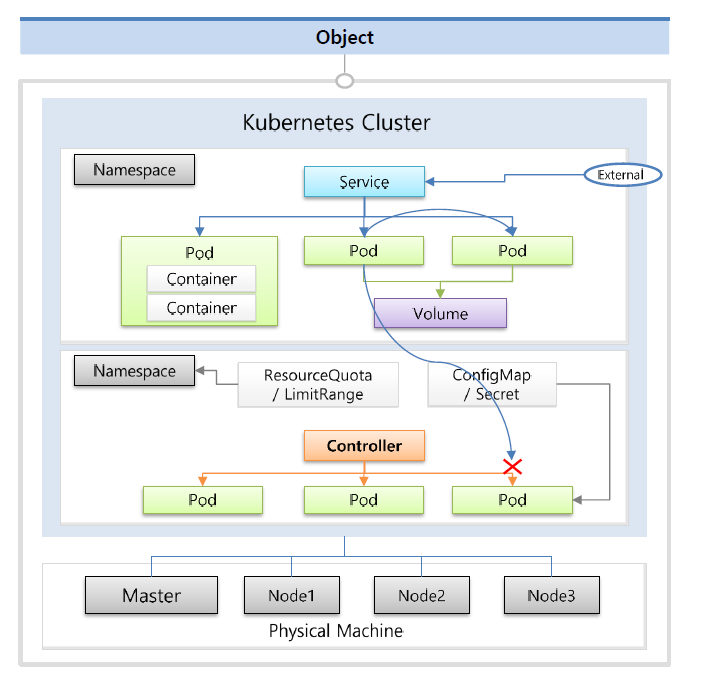 Object
Kubernetes Cluster
Namespace
Service
External
Pod
Container
Container
Pod
Pod
Volume
Namespace
ResourceQuota
/ LimitRange
ConfigMap
/ Secret
Controller
Pod
Pod
Pod
Master
Node1
Node2
Node3
Physical Machine